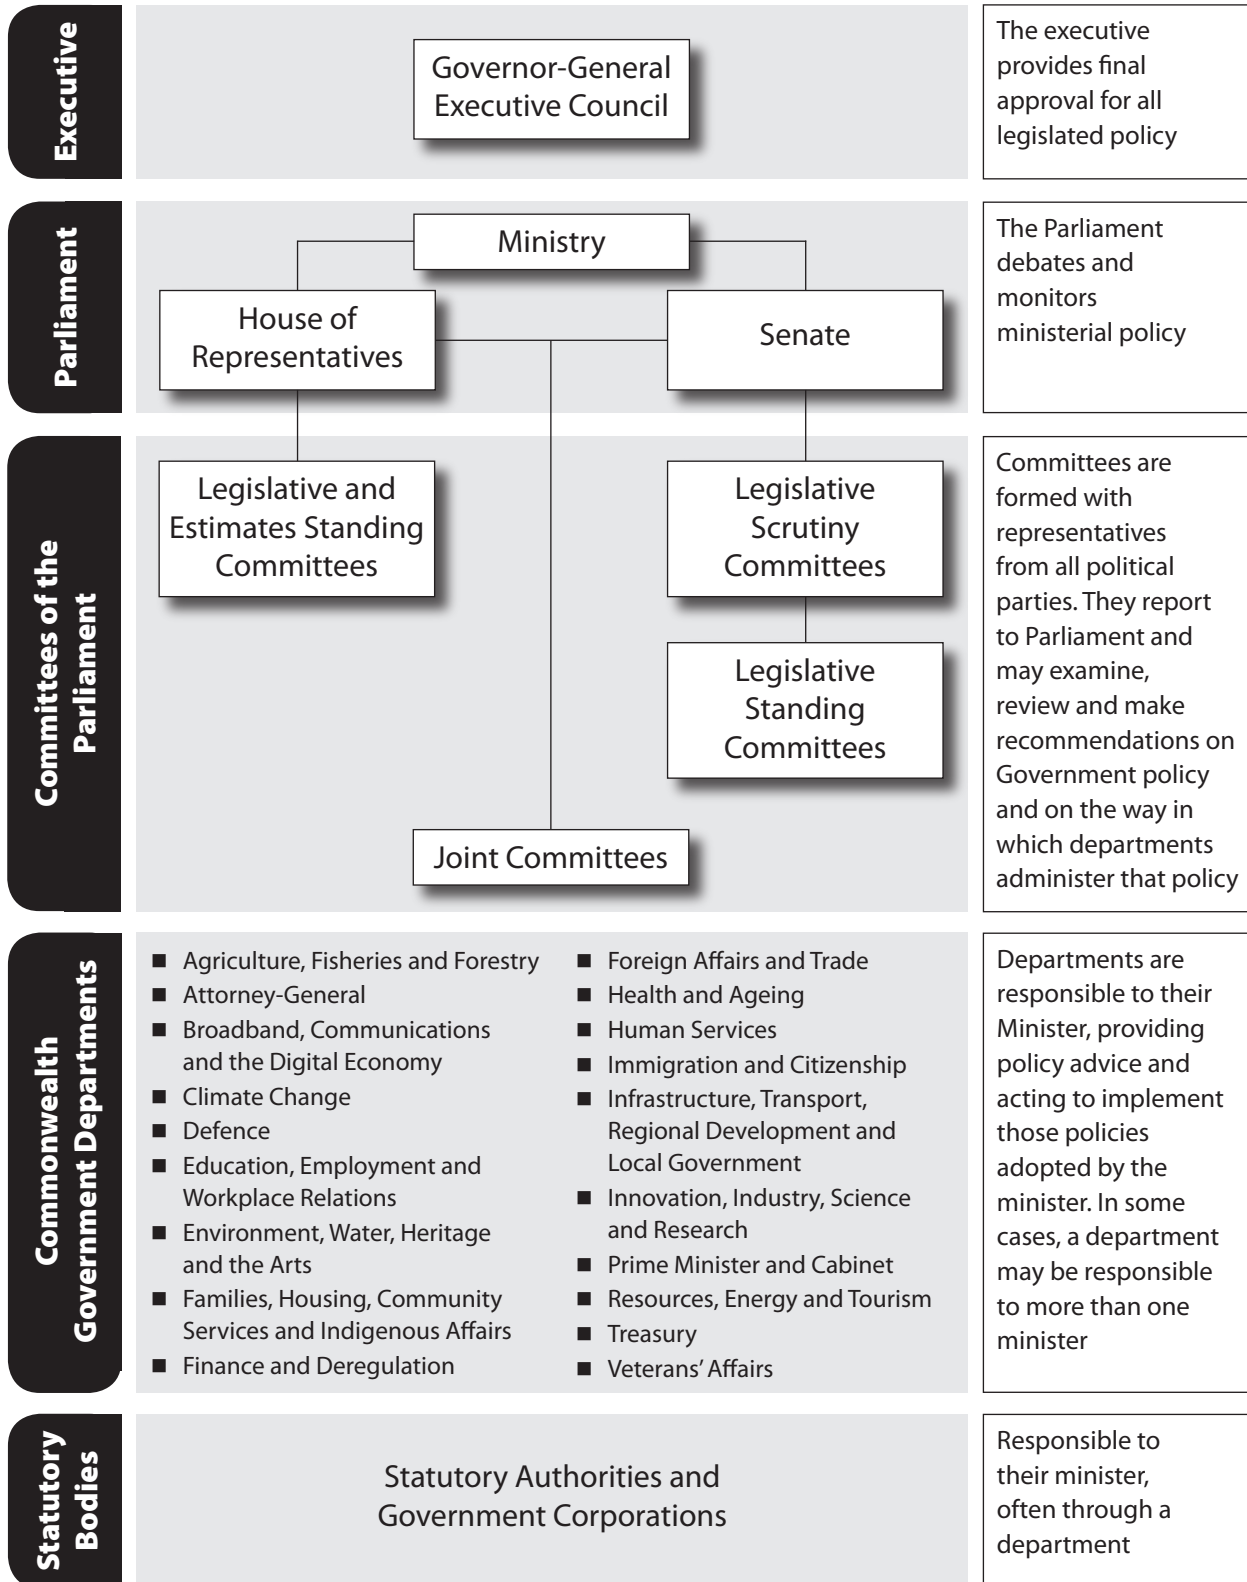 Executive
Governor-General
Executive Council
The executive
provides final
approval for all
legislated policy
Parliament
Ministry
House of
Representatives
Senate
The Parliament
debates and
monitors
ministerial policy
Committees of the
Parliament
Legislative and
Estimates Standing
Committees
Legislative
Scrutiny
Committees
Legislative
Standing
Committees
Joint Committees
Committees are
formed with
representatives
from all political
parties. They report
to Parliament and
may examine,
review and make
recommendations on
Government policy
and on the way in
which departments
administer that policy
Commonwealth
Government Departments
■ Agriculture, Fisheries and Forestry
■ Attorney-General
■ Broadband, Communications
and the Digital Economy
■ Climate Change
■ Defence
■ Education, Employment and
Workplace Relations
■ Environment, Water, Heritage
and the Arts
■ Families, Housing, Community
Services and Indigenous Affairs
■ Finance and Deregulation
■ Foreign Affairs and Trade
■ Health and Ageing
■ Human Services
■ Immigration and Citizenship
■ Infrastructure, Transport,
Regional Development and
Local Government
■ Innovation, Industry, Science
and Research
■ Prime Minister and Cabinet
■ Resources, Energy and Tourism
■ Treasury
■ Veterans' Affairs
Departments are
responsible to their
Minister, providing
policy advice and
acting to implement
those policies
adopted by the
minister. In some
cases, a department
may be responsible
to more than one
minister
Statutory
Bodies
Statutory Authorities and
Government Corporations
Responsible to
their minister,
often through a
department